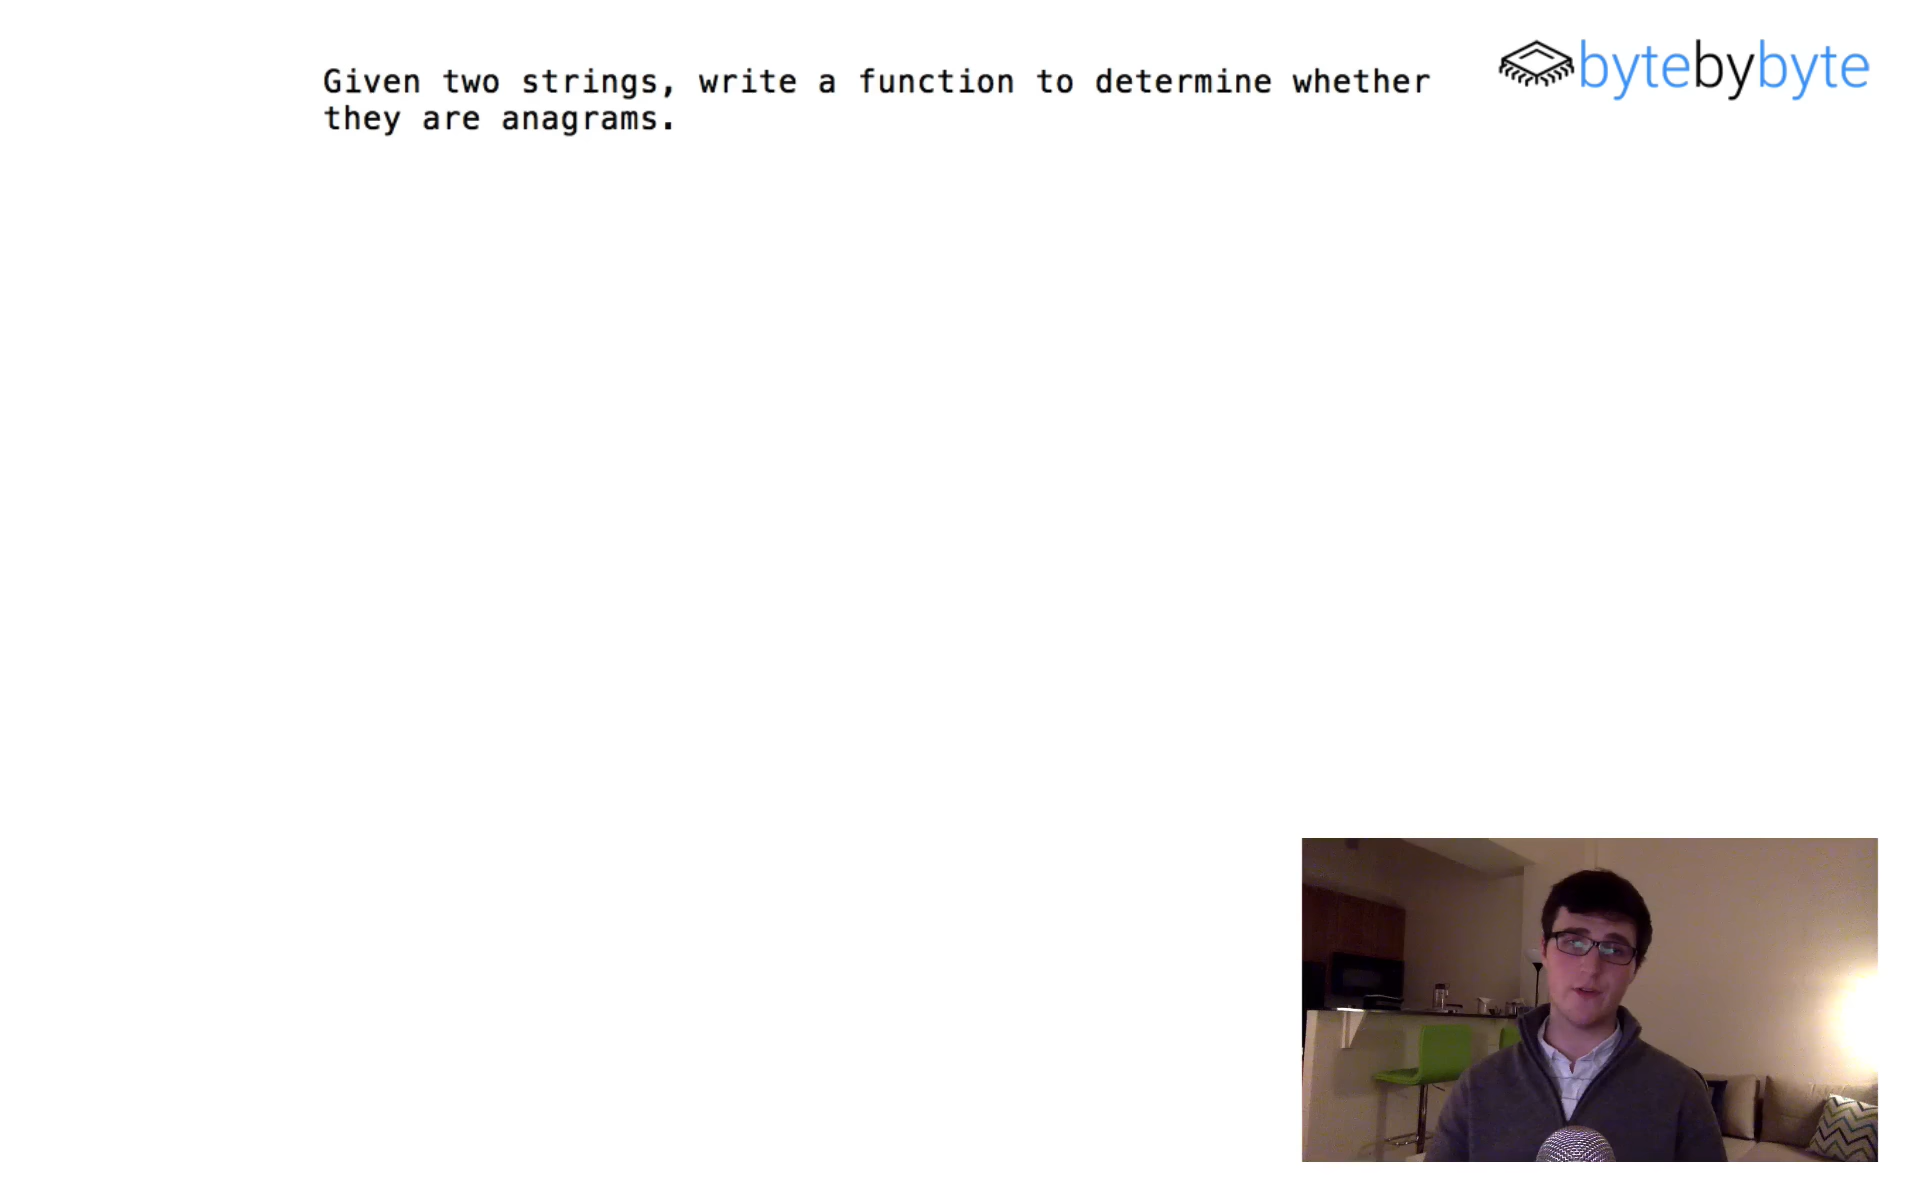 Given two strings, write a function to determine whether
they are anagrams.
bytebybyte